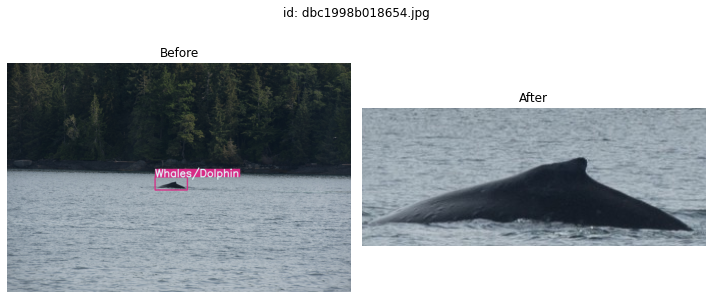 id: dbc1998b018654.jpg
Before
After
Whales/Dolphin